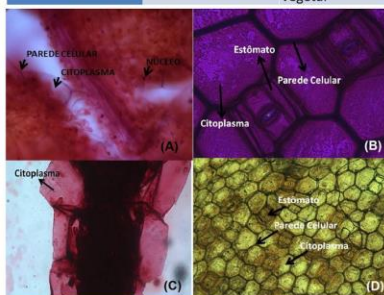 vegetal
PAREDE CELULAR
NÚCLEO
CITOPLASMA
(A)
Estômato
Parede Celular
Citoplasma
(B)
Citoplasma
(C)
Estômato
Parede Celular
Citoplasma
(D)